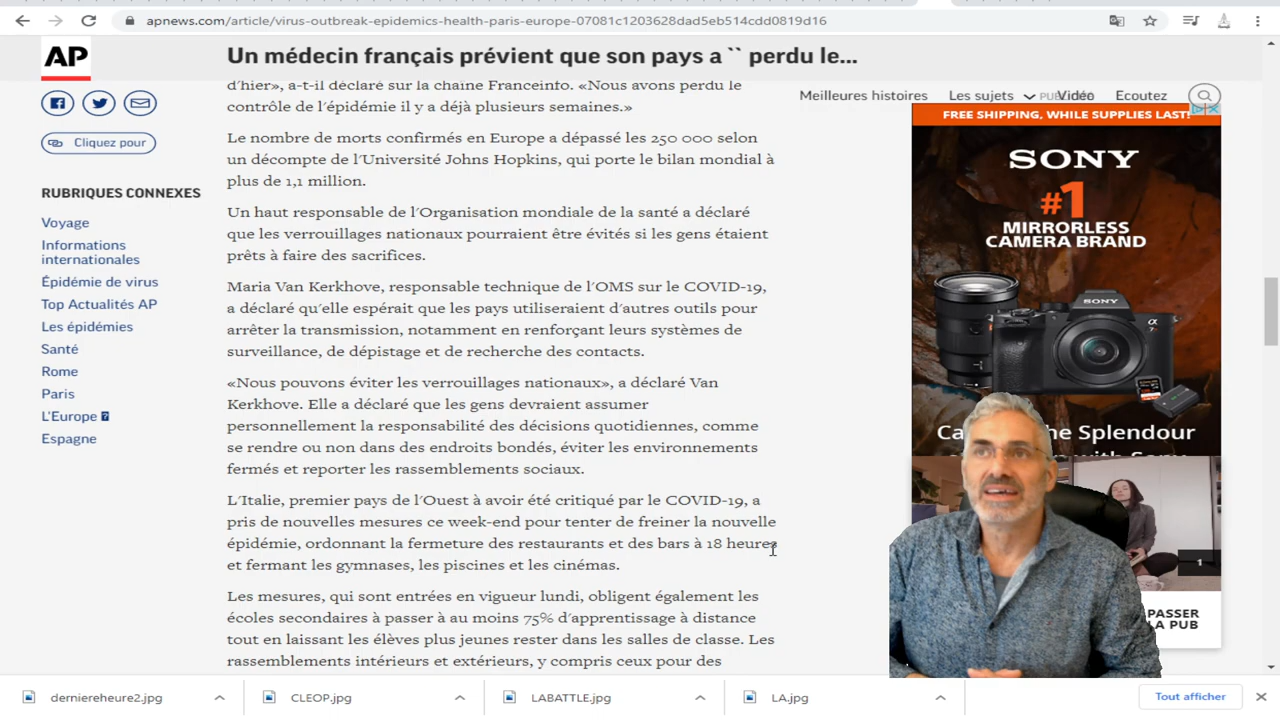 apnews.com/article/virus-outbreak-epidemics-health-paris-europe-07081c1203628dad5eb514cdd0819d16
AP
Un médecin français prévient que son pays a `` perdu le...
Meilleures histoires
Les sujets
Vidéo
Ecoutez
Cliquez pour
RUBRIQUES CONNEXES
Voyage
Informations
internationales
Épidémie de virus
Top Actualités AP
Les épidémies
Santé
Rome
Paris
L'Europe
Espagne
d'hier», a-t-il déclaré sur la chaîne Franceinfo. «Nous avons perdu le
contrôle de l'épidémie il y a déjà plusieurs semaines.»
Le nombre de morts confirmés en Europe a dépassé les 250 000 selon
un décompte de l'Université Johns Hopkins, qui porte le bilan mondial à
plus de 1,1 million.
Un haut responsable de l'Organisation mondiale de la santé a déclaré
que les verrouillages nationaux pourraient être évités si les gens étaient
prêts à faire des sacrifices.
Maria Van Kerkhove, responsable technique de l'OMS sur le COVID-19,
a déclaré qu'elle espérait que les pays utiliseraient d'autres outils pour
arrêter la transmission, notamment en renforçant leurs systèmes de
surveillance, de dépistage et de recherche des contacts.
«Nous pouvons éviter les verrouillages nationaux», a déclaré Van
Kerkhove. Elle a déclaré que les gens devraient assumer
personnellement la responsabilité des décisions quotidiennes, comme
se rendre ou non dans des endroits bondés, éviter les environnements
fermés et reporter les rassemblements sociaux.
L'Italie, premier pays de l'Ouest à avoir été critiqué par le COVID-19, a
pris de nouvelles mesures ce week-end pour tenter de freiner la nouvelle
épidémie, ordonnant la fermeture des restaurants et des bars à 18 heures
et fermant les gymnases, les piscines et les cinémas.
Les mesures, qui sont entrées en vigueur lundi, obligent également les
écoles secondaires à passer à au moins 75% d'apprentissage à distance
tout en laissant les élèves plus jeunes rester dans les salles de classe. Les
rassemblements intérieurs et extérieurs, y compris ceux pour des
FREE SHIPPING, WHILE SUPPLIES LAST!
SONY
#1
MIRRORLESS
CAMERA BRAND
SONY
he Splendour
1
PASSER
LA PUB
derniereheure2.jpg
CLEOP.jpg
LABATTLE.jpg
LA.jpg
Tout afficher